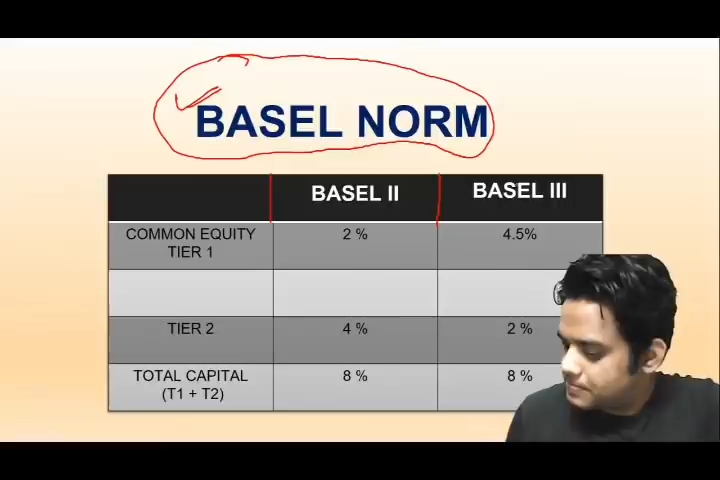 BASEL NORM
BASEL II BASEL III
COMMON EQUITY TIER 1 2 % 4.5%
TIER 2 4 % 2 %
TOTAL CAPITAL (T1 + T2) 8 % 8 %